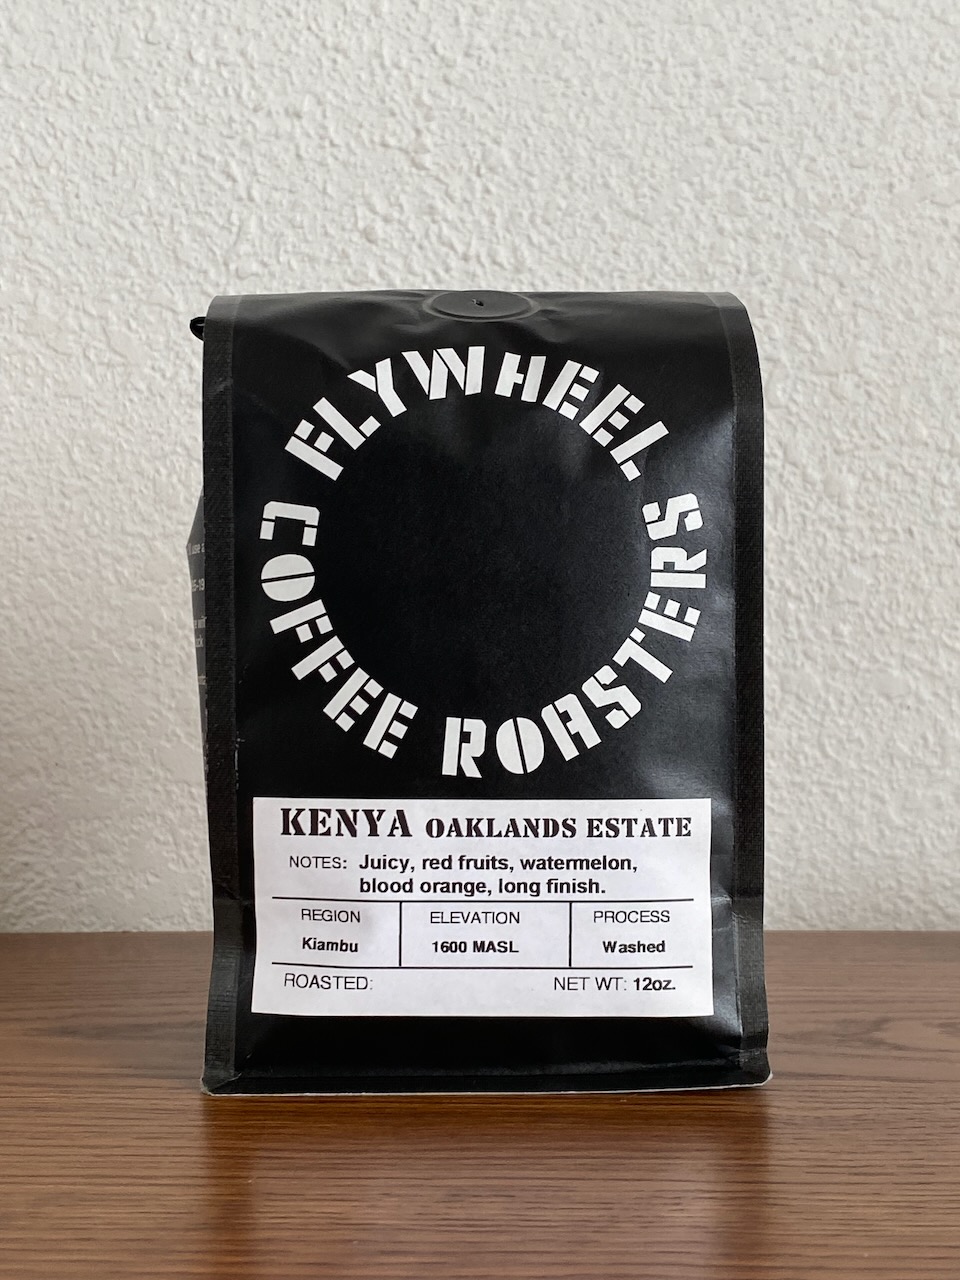 FLYWHEEL
COFFEE ROASTERS
KENYA OAKLANDS ESTATE
NOTES: Juicy, red fruits, watermelon,
blood orange, long finish.
REGION ELEVATION PROCESS
Kiambu 1600 MASL Washed
ROASTED: NET WT: 12oz.